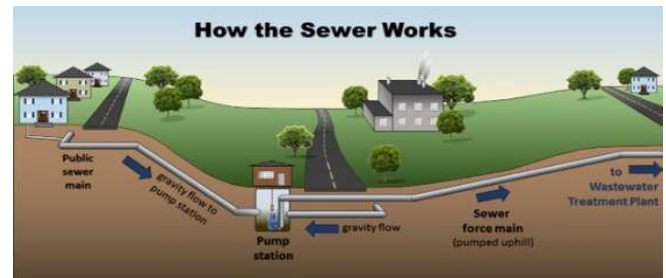 How the Sewer Works
Public
sewer
main
gravity flow to
pump station
Pump
station
gravity flow
Sewer
force main
(pumped uphill)
to
Wastewater
Treatment Plant